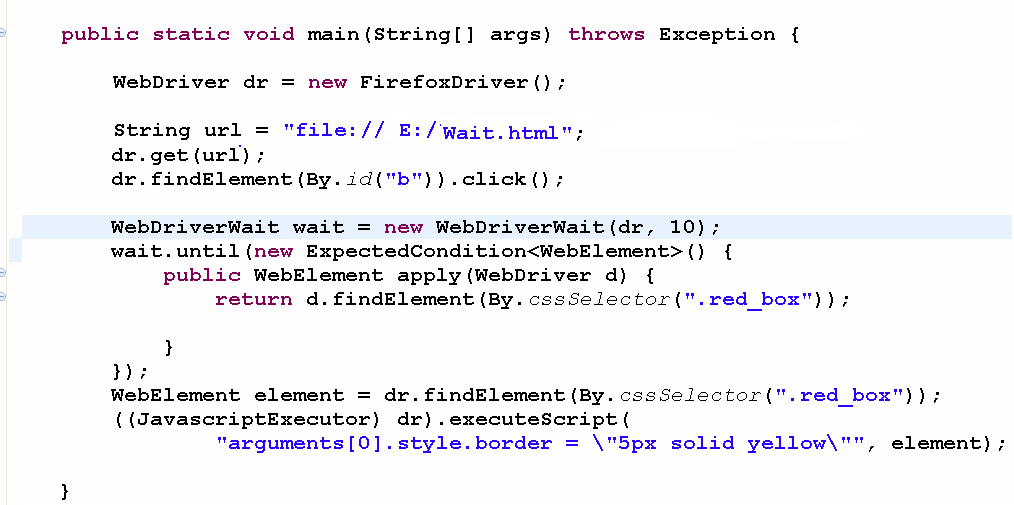 public static void main(String[] args) throws Exception {
WebDriver dr = new FirefoxDriver();
String url = "file:// E:/Wait.html";
dr.get(url);
dr.findElement(By.id("b")).click();
WebDriverWait wait = new WebDriverWait(dr, 10);
wait.until(new ExpectedCondition<WebElement>() {
public WebElement apply(WebDriver d) {
return d.findElement(By.cssSelector(".red_box"));
}
});
WebElement element = dr.findElement(By.cssSelector(".red_box"));
((JavascriptExecutor) dr).executeScript(
"arguments[0].style.border = \"5px solid yellow\"", element);
}